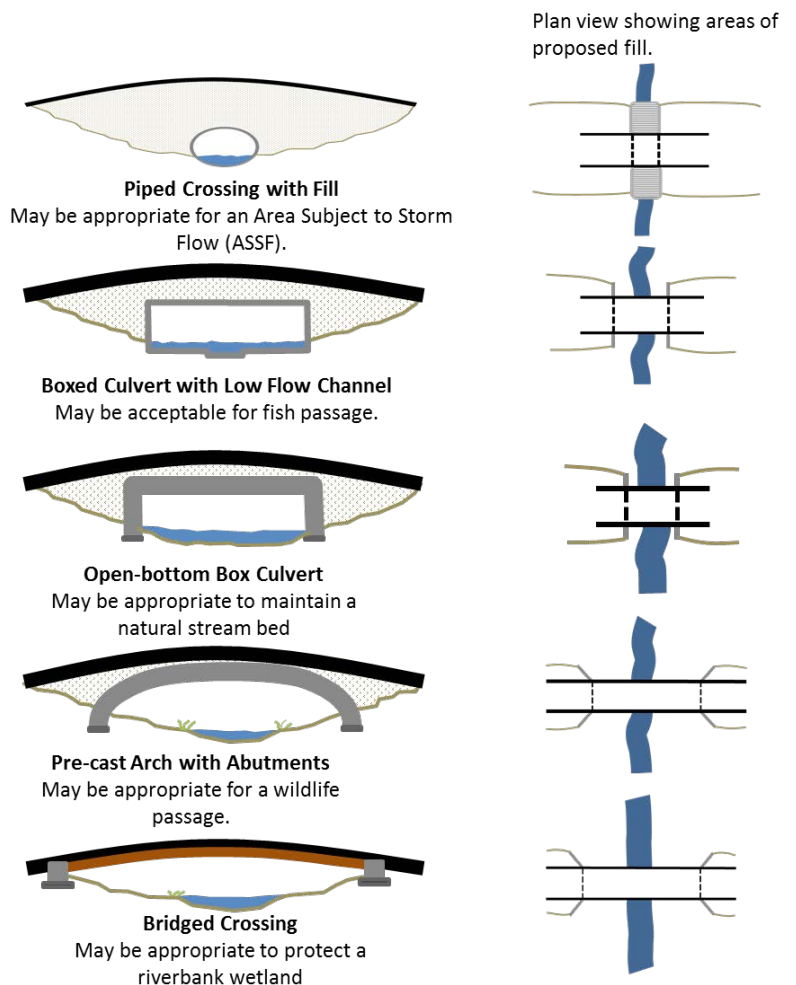 Plan view showing areas of
proposed fill.
Piped Crossing with Fill
May be appropriate for an Area Subject to Storm
Flow (ASSF).
Boxed Culvert with Low Flow Channel
May be acceptable for fish passage.
Open-bottom Box Culvert
May be appropriate to maintain a
natural stream bed
Pre-cast Arch with Abutments
May be appropriate for a wildlife
passage.
Bridged Crossing
May be appropriate to protect a
riverbank wetland